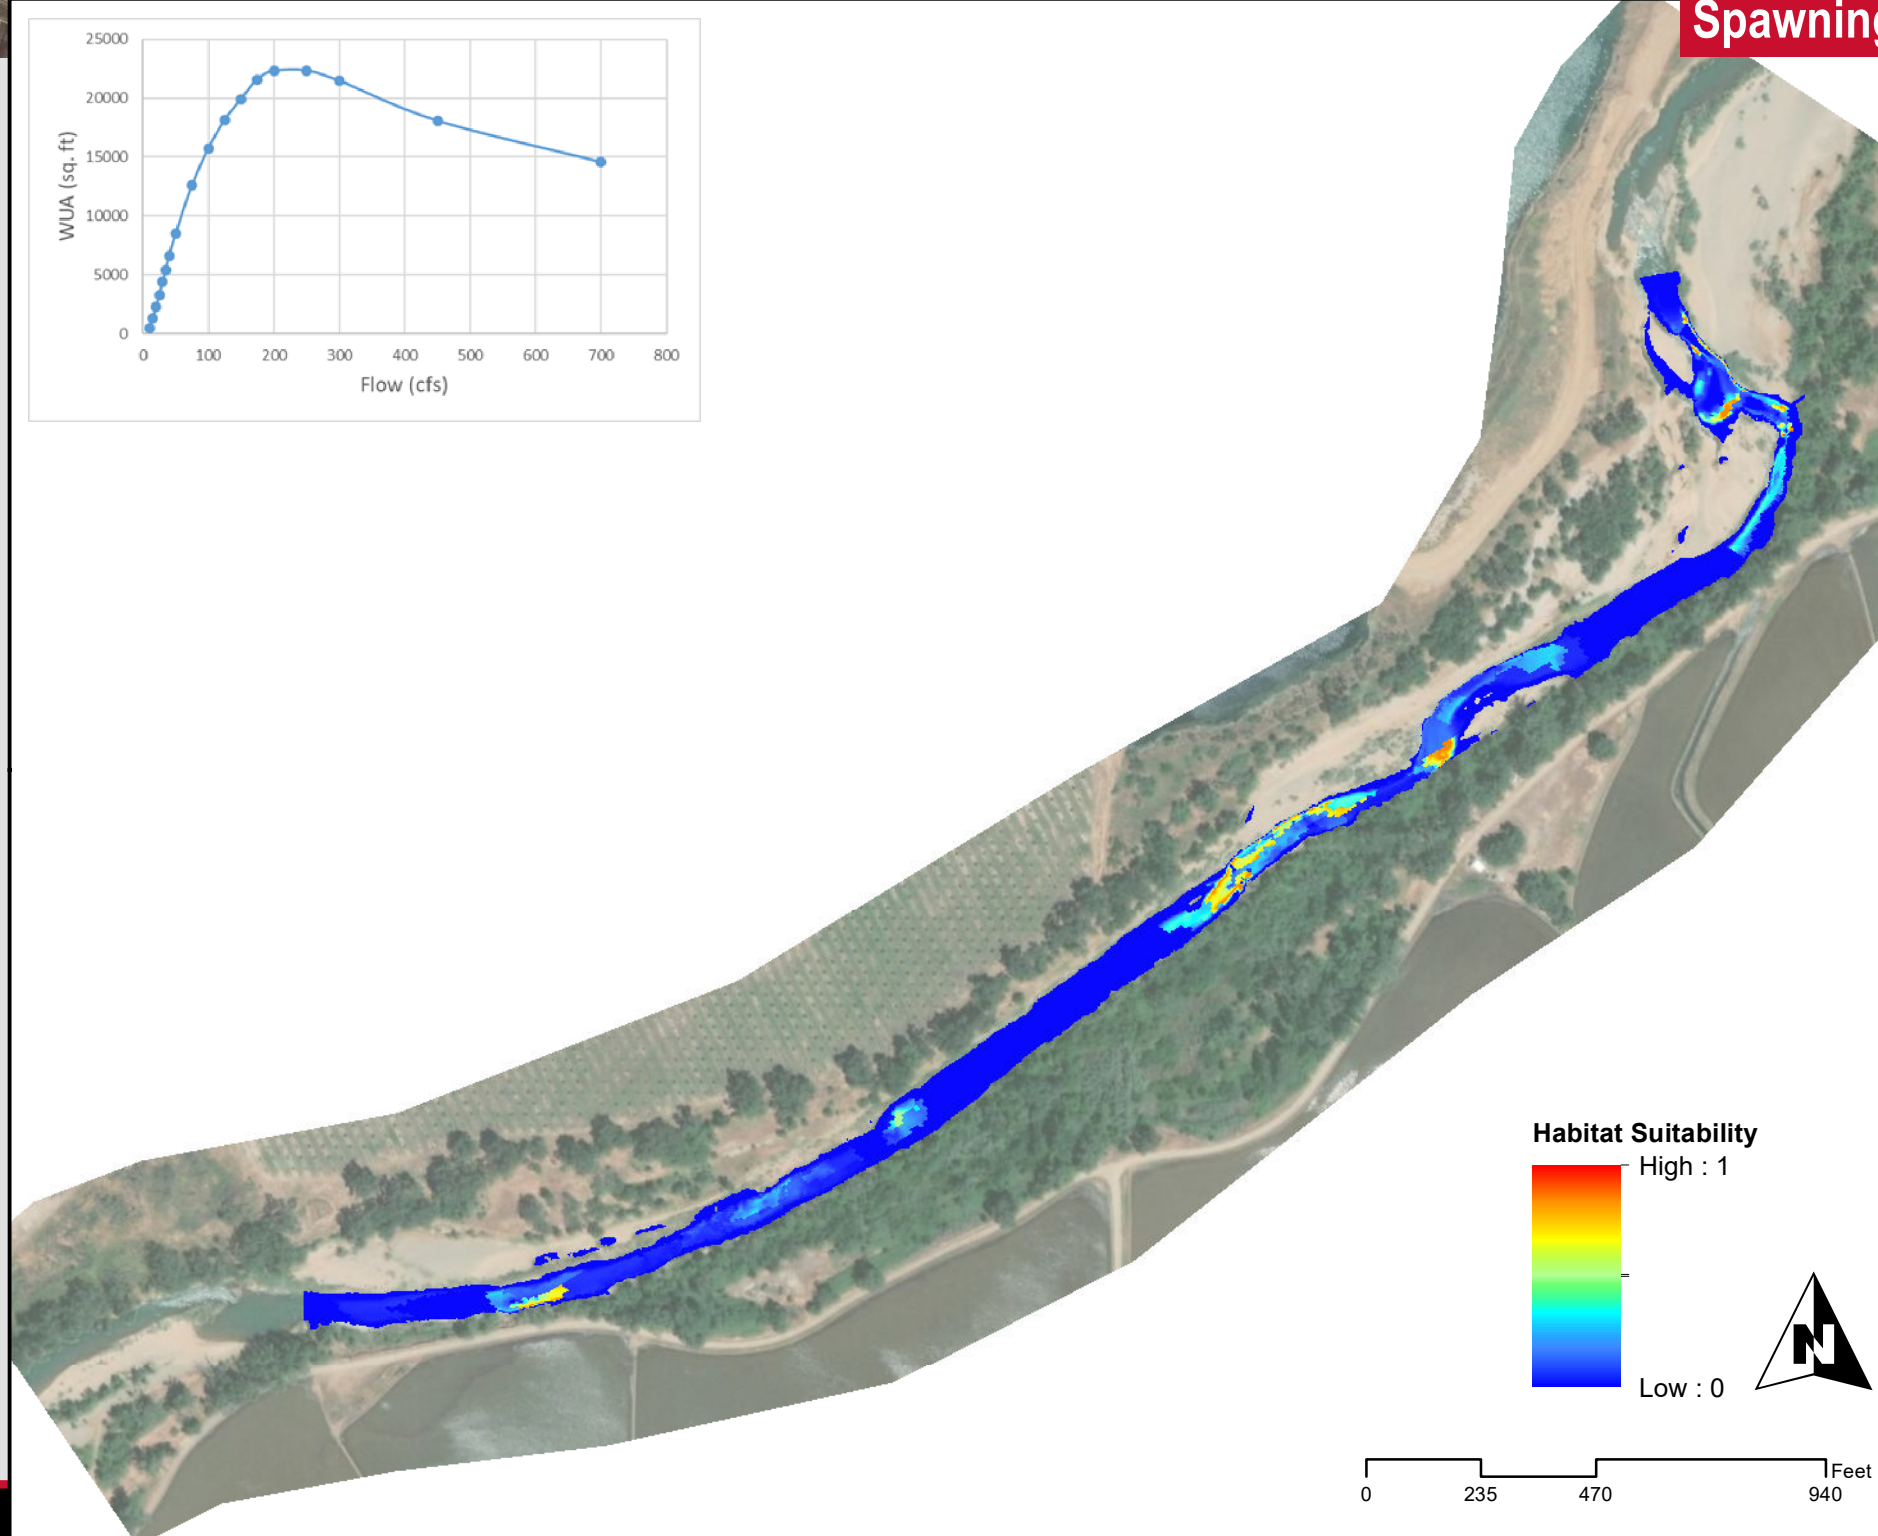 Spawning
25000
20000
15000
10000
5000
0
WUA (sq. ft)
0 100 200 300 400 500 600 700 800
Flow (cfs)
Habitat Suitability
High : 1
Low : 0
N
Feet
0 235 470 940